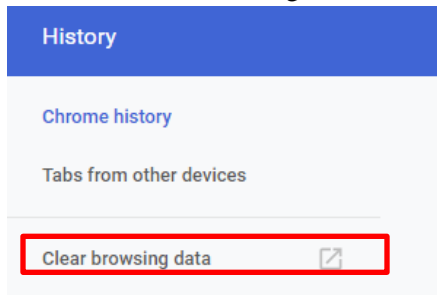 History
Chrome history
Tabs from other devices
Clear browsing data